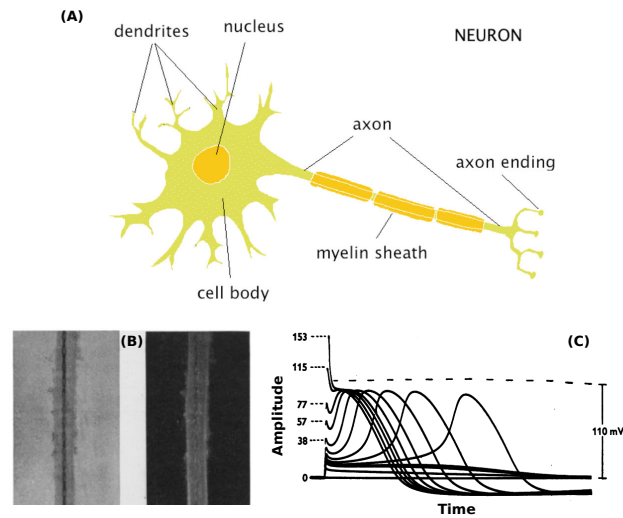 (A)
dendrites
nucleus
NEURON
axon
axon ending
myelin sheath
cell body
(B)
(C)
153
115
77
57
38
0
Amplitude
110 mV
Time